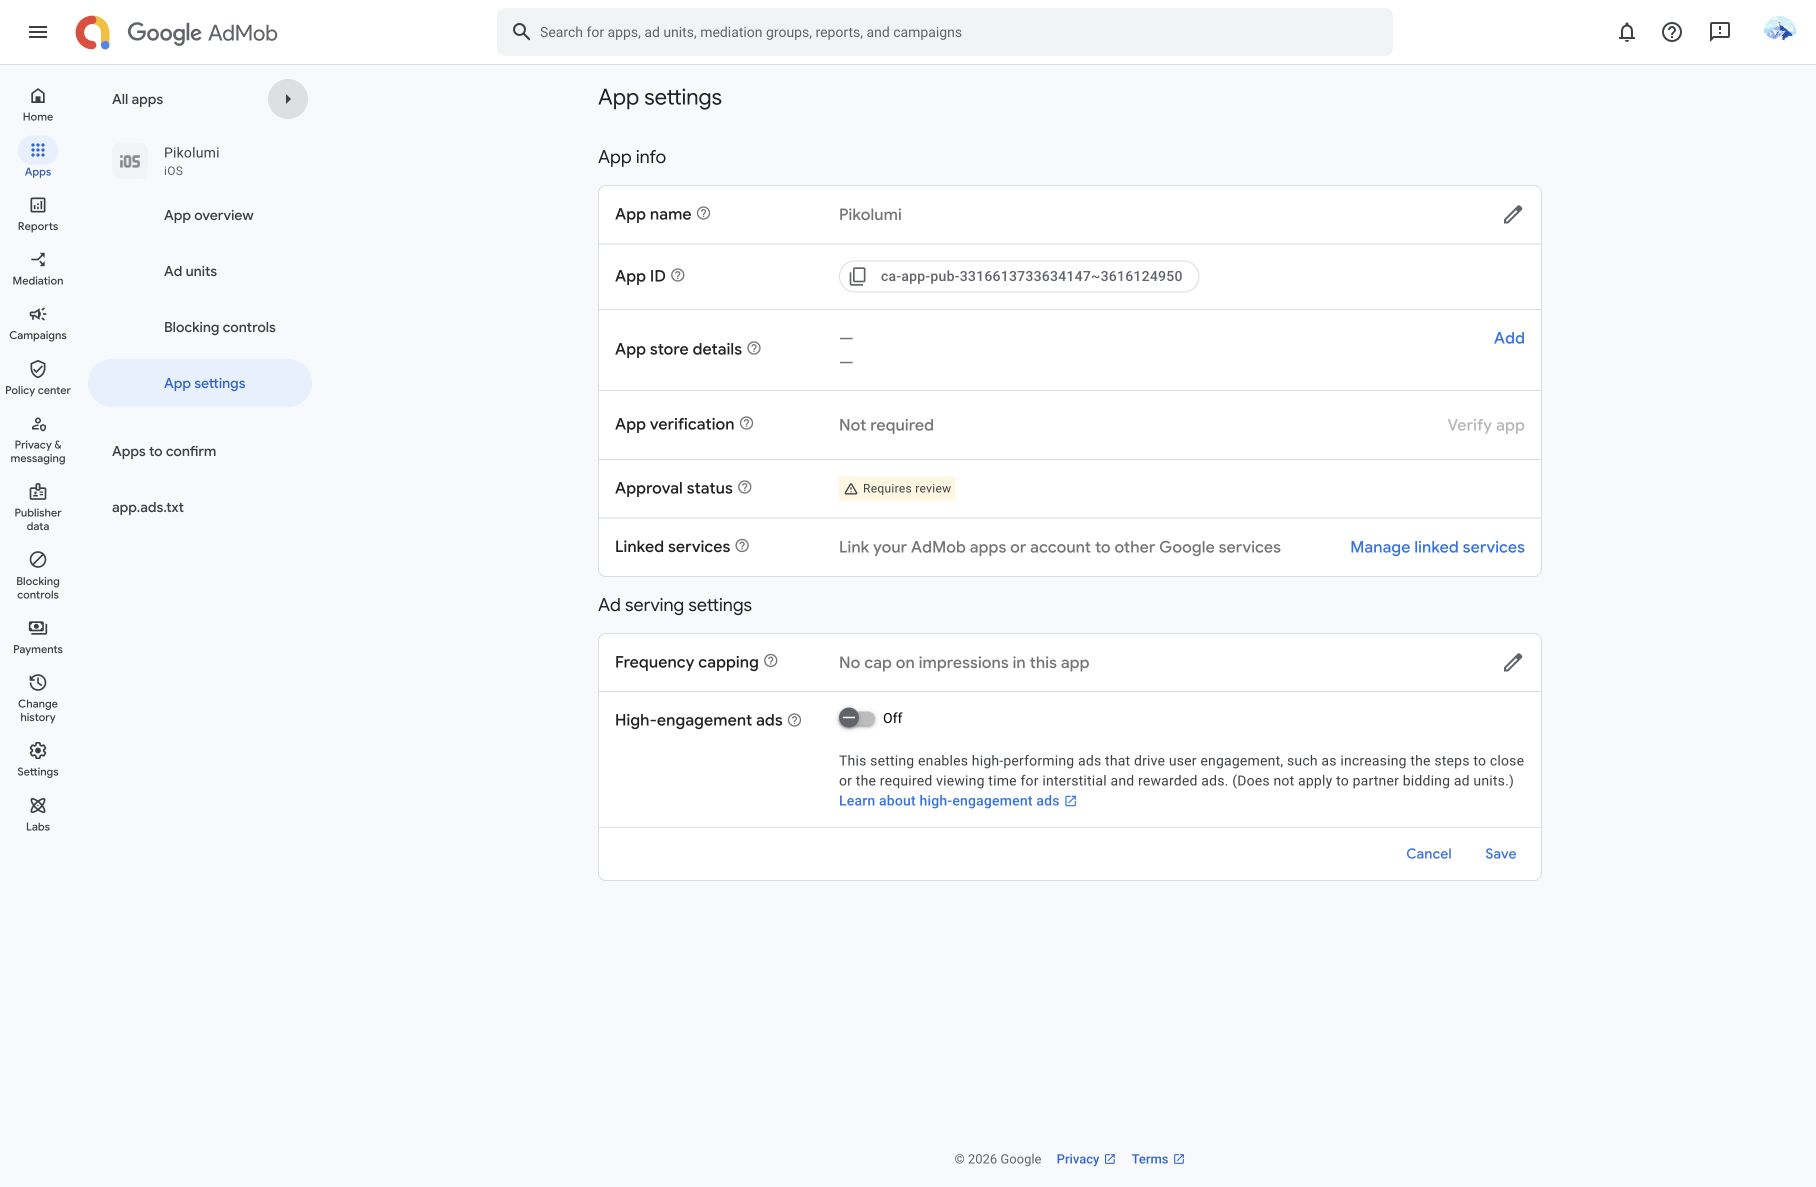 Google AdMob
Search for apps, ad units, mediation groups, reports, and campaigns
Home
Apps
Reports
Mediation
Campaigns
Policy center
Privacy &
messaging
Publisher
data
Blocking
controls
Payments
Change
history
Settings
Labs
All apps
iOS
Pikolumi
iOS
App overview
Ad units
Blocking controls
App settings
Apps to confirm
app.ads.txt
App settings
App info
App name
Pikolumi
App ID
ca-app-pub-3316613733634147~3616124950
App store details
—
—
Add
App verification
Not required
Verify app
Approval status
Requires review
Linked services
Link your AdMob apps or account to other Google services
Manage linked services
Ad serving settings
Frequency capping
No cap on impressions in this app
High-engagement ads
Off
This setting enables high-performing ads that drive user engagement, such as increasing the steps to close
or the required viewing time for interstitial and rewarded ads. (Does not apply to partner bidding ad units.)
Learn about high-engagement ads
Cancel
Save
© 2026 Google
Privacy
Terms